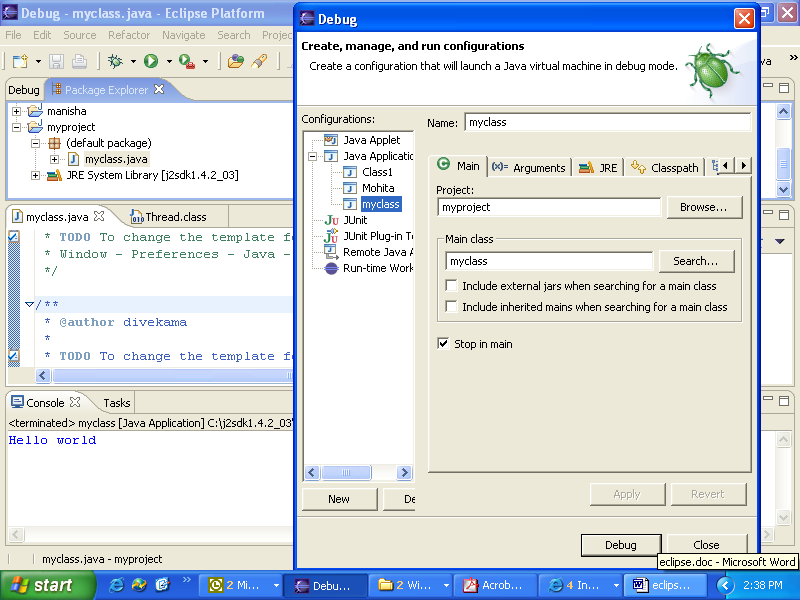 Debug - myclass.java - Eclipse Platform
File Edit Source Refactor Navigate Search Projec
Debug Package Explorer
manisha
myproject
(default package)
myclass.java
JRE System Library [j2sdk1.4.2_03]
myclass.java Thread.class
* TODO To change the template fo
* Window - Preferences - Java -
*/
/**
* @author divekama
*
* TODO To change the template fo
Console Tasks
<terminated> myclass [Java Application] C:\j2sdk1.4.2_03\
Hello world
myclass.java - myproject
Debug
Create, manage, and run configurations
Create a configuration that will launch a Java virtual machine in debug mode.
Configurations:
Java Applet
Java Applicatio
Class1
Mohita
myclass
JUnit
JUnit Plug-in T
Remote Java A
Run-time Work
New De
Name: myclass
Main (x)= Arguments JRE Classpath
Project:
myproject Browse...
Main class
myclass Search...
Include external jars when searching for a main class
Include inherited mains when searching for a main class
Stop in main
Apply Revert
Debug Close
va
eclipse.doc - Microsoft Word
start 2 Mi... Debu... 2 Wi... Acrob... 4 In... eclips... 2:38 PM